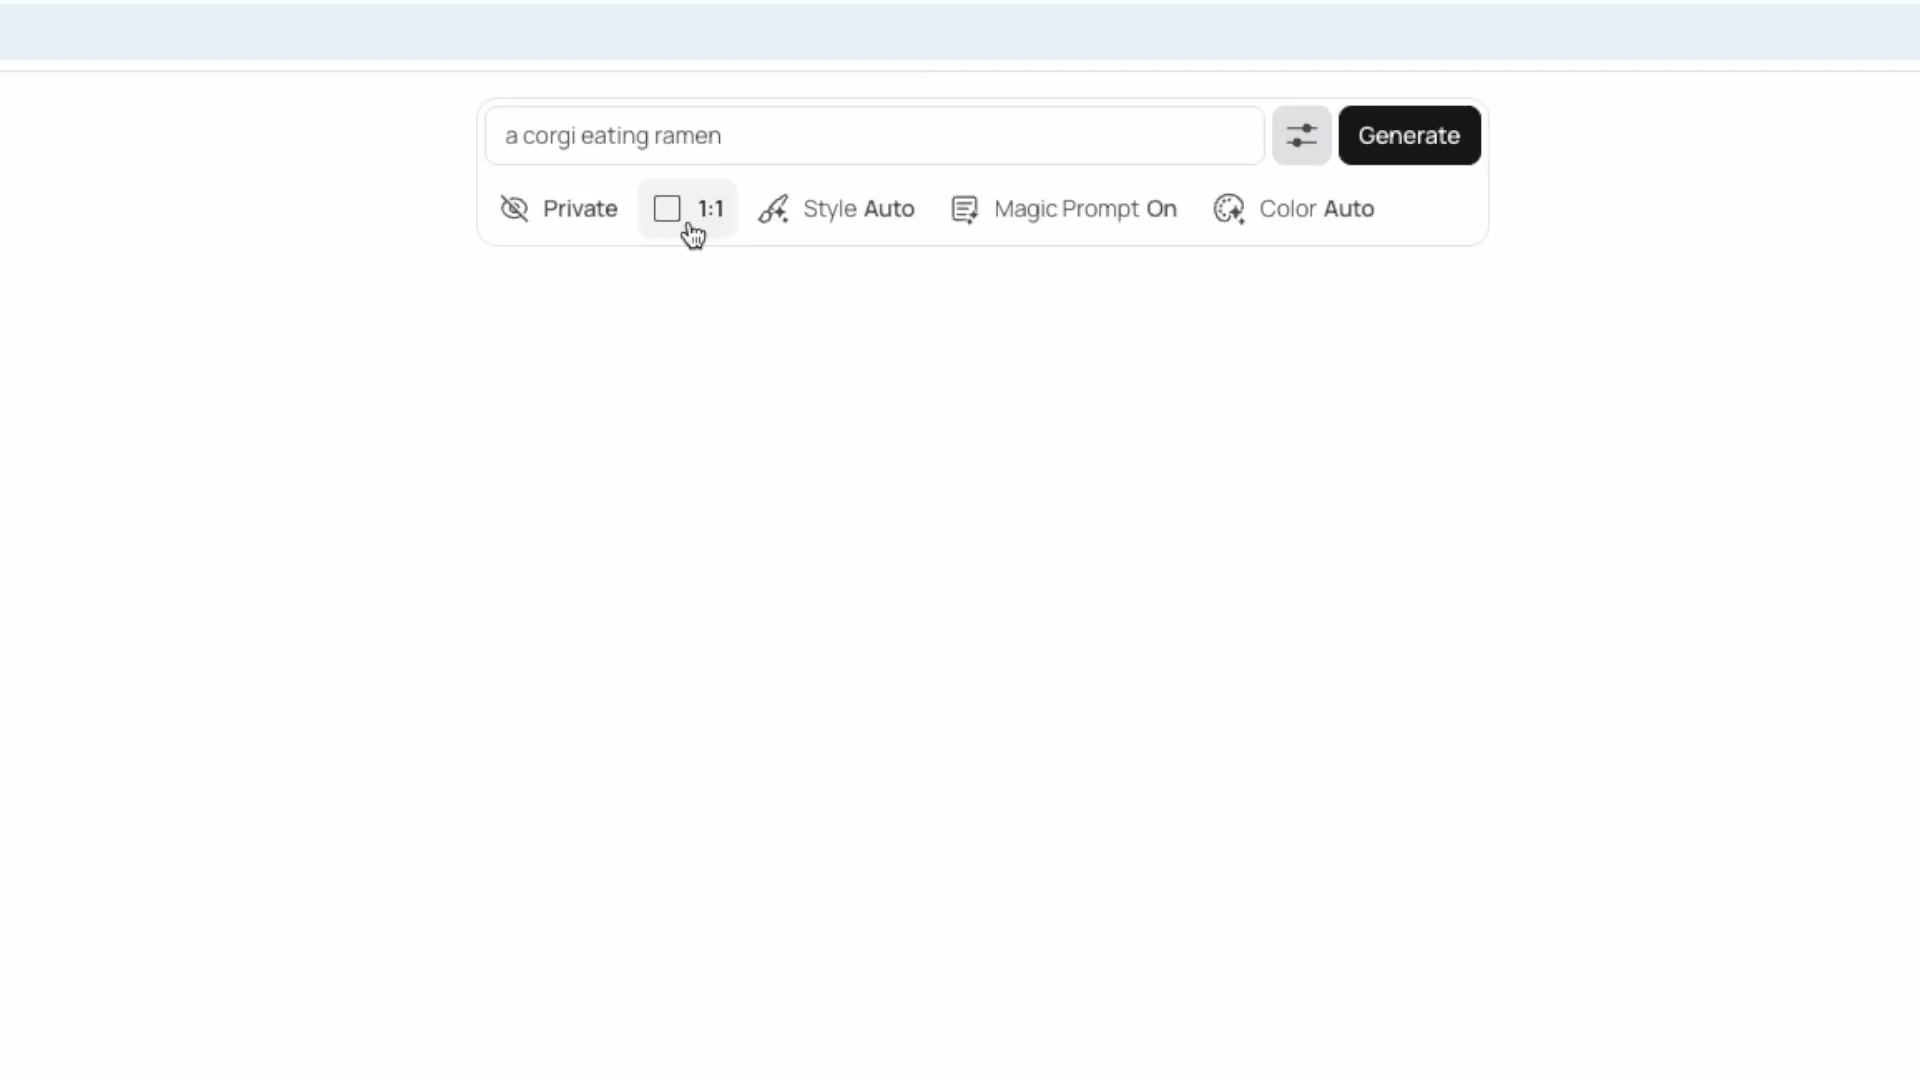 a corgi eating ramen
Generate
Private 1:1 Style Auto Magic Prompt On Color Auto